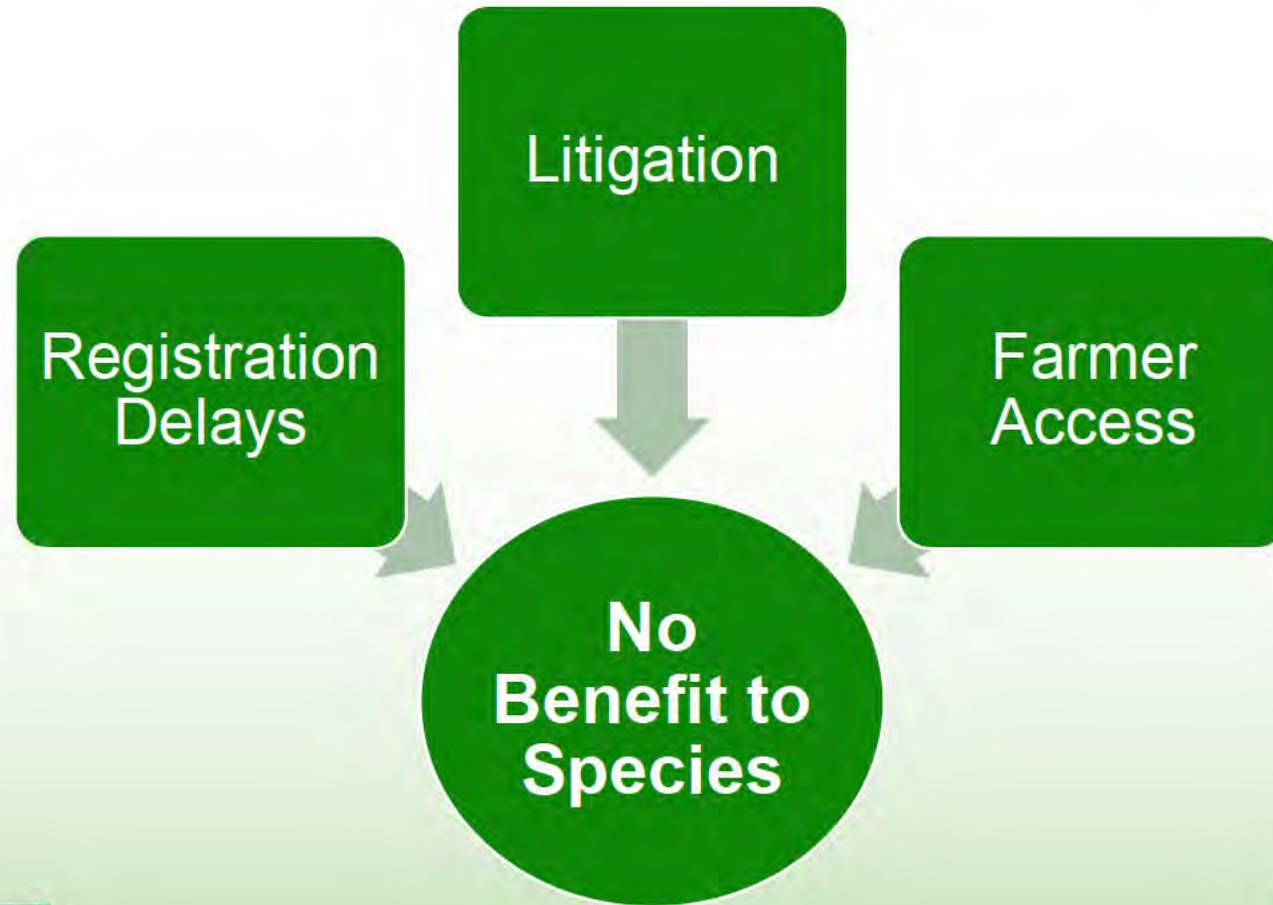 Litigation
Registration
Delays
Farmer
Access
No
Benefit to
Species